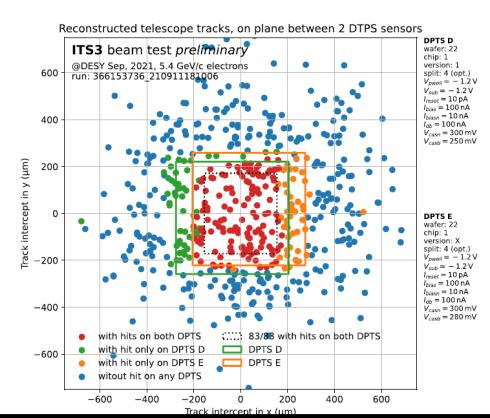 Reconstructed telescope tracks, on plane between 2 DTPS sensors
ITS3 beam test preliminary
@DESY Sep, 2021, 5.4 GeV/c electrons
run: 366153736_210911181006
DPTS D
wafer: 22
chip: 1
version: 1
split: 4 (opt.)
V_pwell = −1.2 V
V_sub = −1.2 V
I_reset = 10 pA
I_bias = 100 nA
I_biasn = 10 nA
I_db = 100 nA
V_casn = 300 mV
V_casb = 250 mV
DPTS E
wafer: 22
chip: 1
version: X
split: 4 (opt.)
V_pwell = −1.2 V
V_sub = −1.2 V
I_reset = 10 pA
I_bias = 100 nA
I_biasn = 10 nA
I_db = 100 nA
V_casn = 300 mV
V_casb = 280 mV
Track intercept in y (μm)
600
400
200
0
−200
−400
−600
with hits on both DPTS
with hit only on DPTS D
with hit only on DPTS E
witout hit on any DPTS
83/83 with hits on both DPTS
DPTS D
DPTS E
−600 −400 −200 0 200 400 600
Track intercept in x (μm)